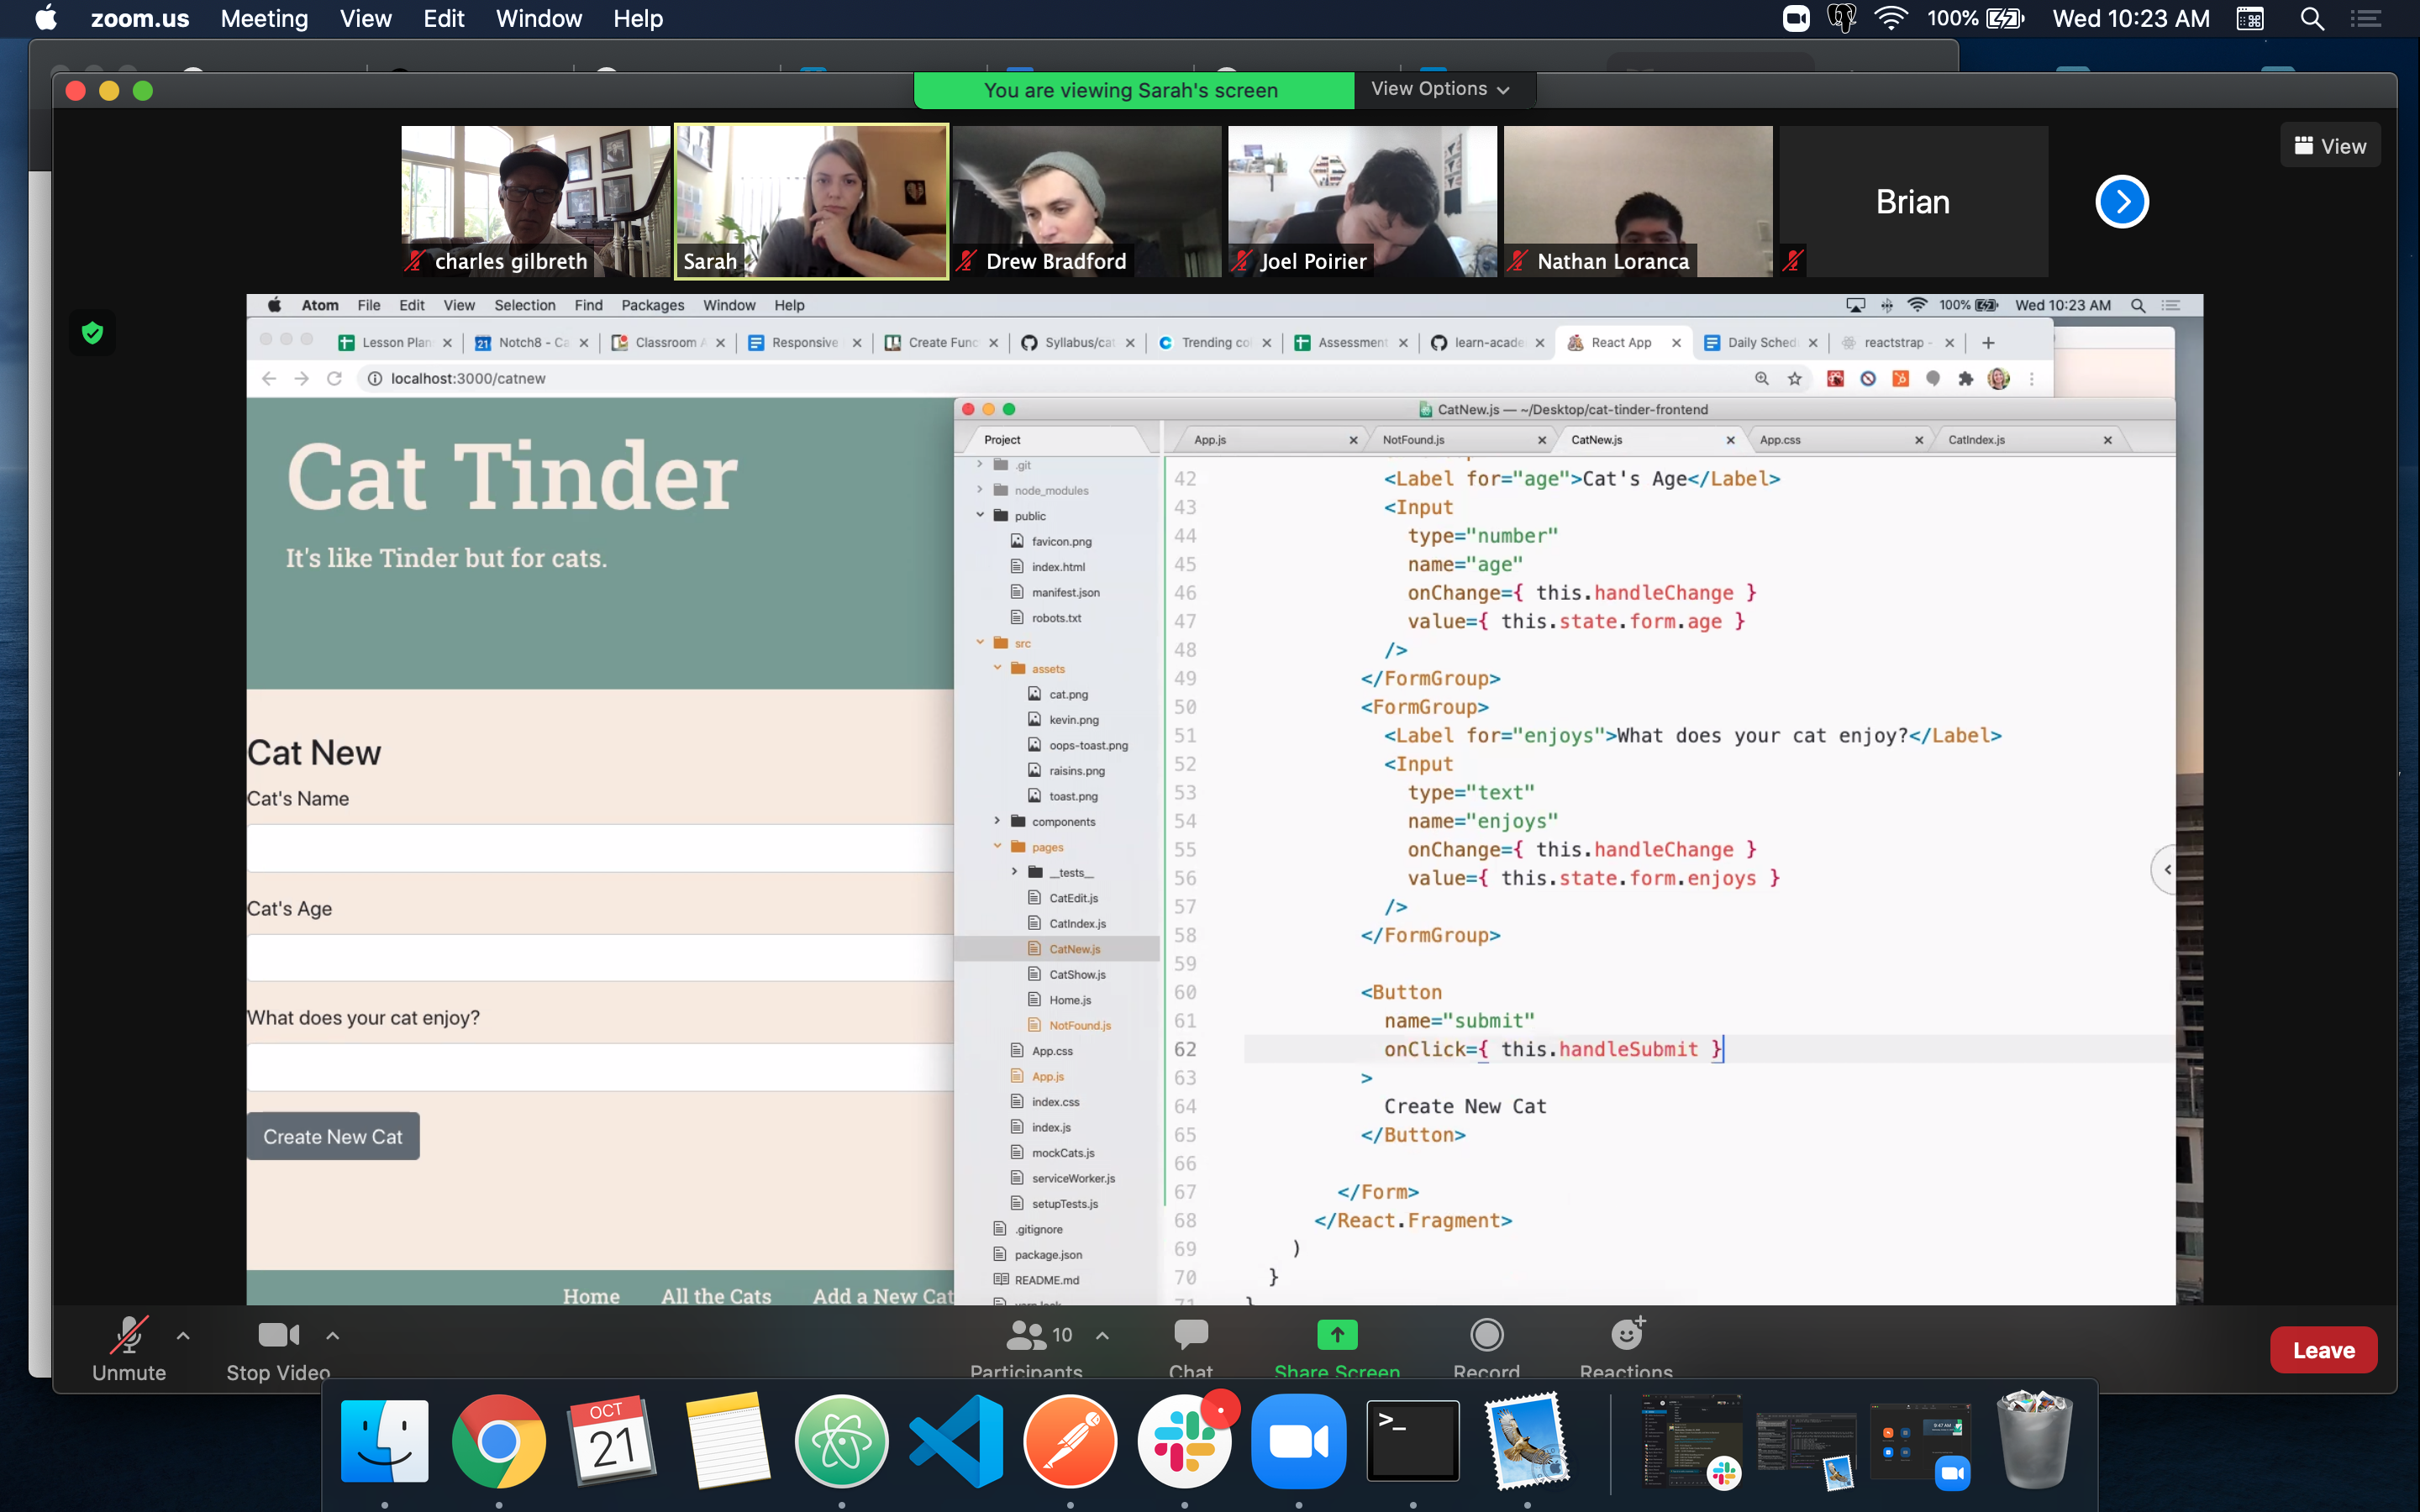 zoom.us Meeting View Edit Window Help
100% Wed 10:23 AM
You are viewing Sarah's screen View Options
View
charles gilbreth
Sarah
Drew Bradford
Joel Poirier
Nathan Loranca
Brian
Atom File Edit View Selection Find Packages Window Help
100% Wed 10:23 AM
Lesson Plan
21 Notch8 - Ca
Classroom A
Responsive
Create Func
Syllabus/cat
Trending co
Assessment
learn-acade
React App
Daily Sched
reactstrap -
localhost:3000/catnew
Cat Tinder
It's like Tinder but for cats.
Cat New
Cat's Name
Cat's Age
What does your cat enjoy?
Create New Cat
Home All the Cats Add a New Cat
CatNew.js — ~/Desktop/cat-tinder-frontend
Project
App.js
NotFound.js
CatNew.js
App.css
CatIndex.js
.git
node_modules
public
favicon.png
index.html
manifest.json
robots.txt
src
assets
cat.png
kevin.png
oops-toast.png
raisins.png
toast.png
components
pages
__tests__
CatEdit.js
CatIndex.js
CatNew.js
CatShow.js
Home.js
NotFound.js
App.css
App.js
index.css
index.js
mockCats.js
serviceWorker.js
setupTests.js
.gitignore
package.json
README.md
42 <Label for="age">Cat's Age</Label>
43 <Input
44 type="number"
45 name="age"
46 onChange={ this.handleChange }
47 value={ this.state.form.age }
48 />
49 </FormGroup>
50 <FormGroup>
51 <Label for="enjoys">What does your cat enjoy?</Label>
52 <Input
53 type="text"
54 name="enjoys"
55 onChange={ this.handleChange }
56 value={ this.state.form.enjoys }
57 />
58 </FormGroup>
59
60 <Button
61 name="submit"
62 onClick={ this.handleSubmit }
63 >
64 Create New Cat
65 </Button>
66
67 </Form>
68 </React.Fragment>
69 )
70 }
Unmute
Stop Video
10
Participants
Chat
Share Screen
Record
Reactions
Leave
OCT
21
>_